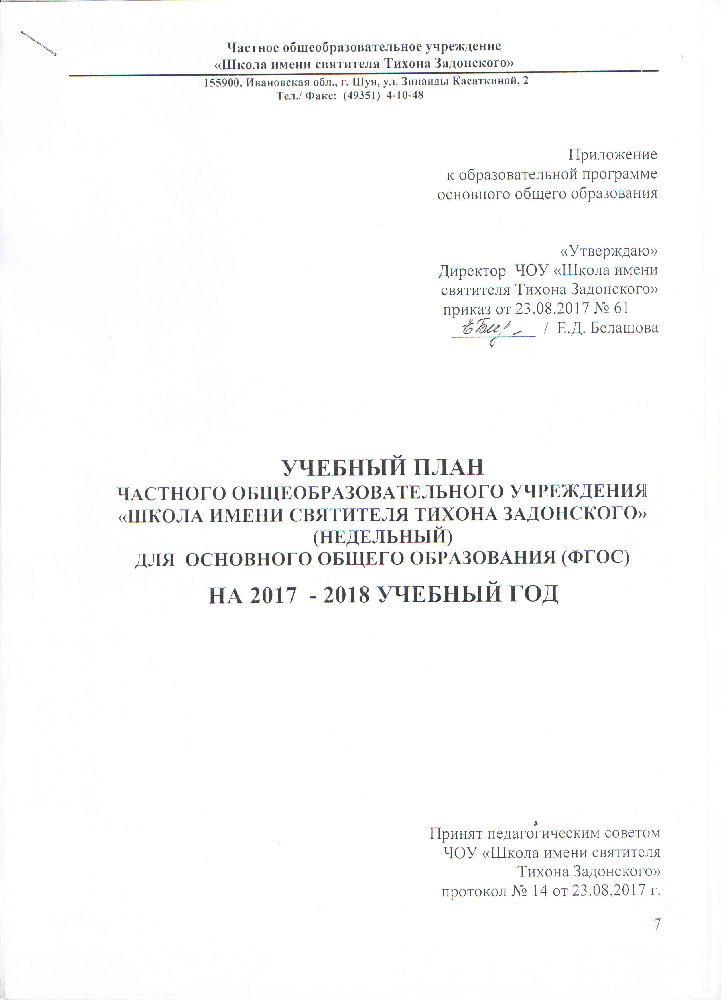 Частное общеобразовательное учреждение
«Школа имени святителя Тихона Задонского»
155900, Ивановская обл., г. Шуя, ул. Зинаиды Касаткиной, 2
Тел./ Факс: (49351) 4-10-48
Приложение
к образовательной программе
основного общего образования
«Утверждаю»
Директор ЧОУ «Школа имени
святителя Тихона Задонского»
приказ от 23.08.2017 № 61
/ Е.Д. Белашова
УЧЕБНЫЙ ПЛАН
ЧАСТНОГО ОБЩЕОБРАЗОВАТЕЛЬНОГО УЧРЕЖДЕНИЯ
«ШКОЛА ИМЕНИ СВЯТИТЕЛЯ ТИХОНА ЗАДОНСКОГО»
(НЕДЕЛЬНЫЙ)
ДЛЯ ОСНОВНОГО ОБЩЕГО ОБРАЗОВАНИЯ (ФГОС)
НА 2017 - 2018 УЧЕБНЫЙ ГОД
Принят педагогическим советом
ЧОУ «Школа имени святителя
Тихона Задонского»
протокол № 14 от 23.08.2017 г.
7